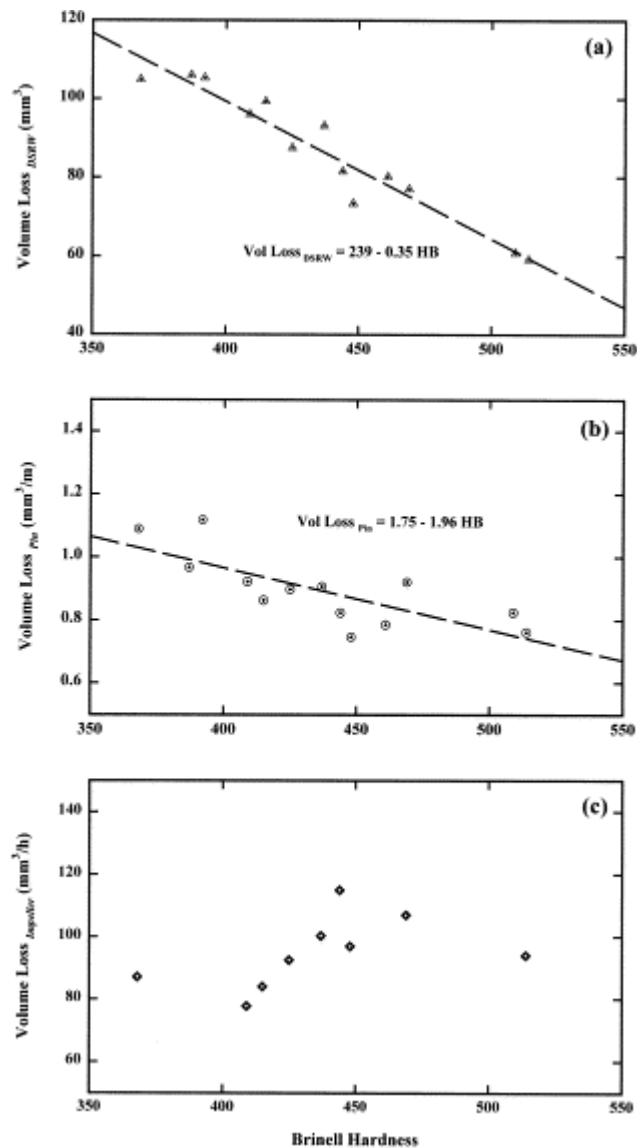 (a)
120
100
80
60
40
Volume Loss DSRW (mm³)
Vol Loss DSRW = 239 - 0.35 HB
350 400 450 500 550
(b)
1.4
1.2
1.0
0.8
0.6
Volume Loss Pin (mm³/m)
Vol Loss Pin = 1.75 - 1.96 HB
350 400 450 500 550
(c)
140
120
100
80
60
Volume Loss Impeller (mm³/h)
350 400 450 500 550
Brinell Hardness